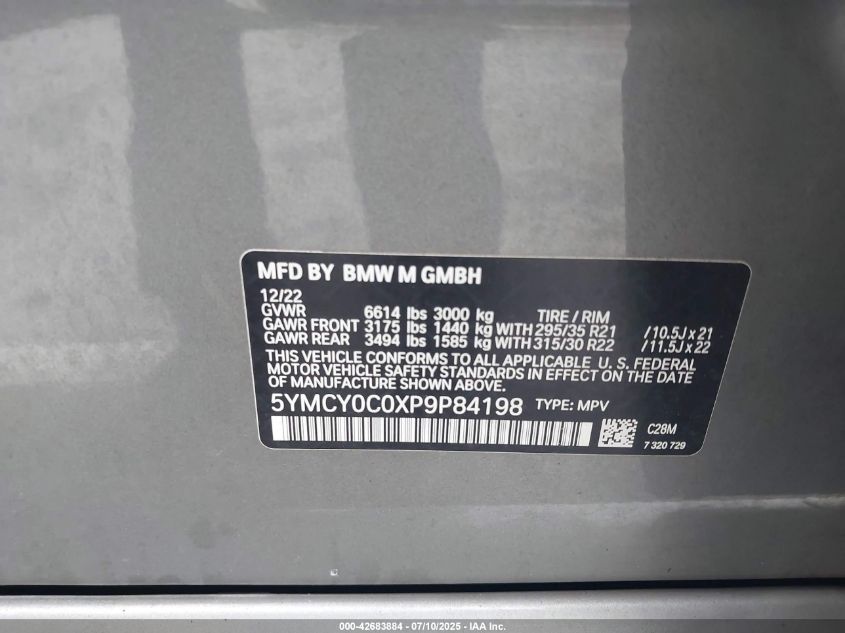 MFD BY BMW M GMBH
12/22
GVWR 6614 lbs 3000 kg TIRE / RIM
GAWR FRONT 3175 lbs 1440 kg WITH 295/35 R21 /10.5J x 21
GAWR REAR 3494 lbs 1585 kg WITH 315/30 R22 /11.5J x 22
THIS VEHICLE CONFORMS TO ALL APPLICABLE U. S. FEDERAL
MOTOR VEHICLE SAFETY STANDARDS IN EFFECT ON THE DATE
OF MANUFACTURE SHOWN ABOVE.
5YMCY0C0XP9P84198 TYPE: MPV
C28M
7 320 729
000-42683884 - 07/10/2025 - IAA Inc.